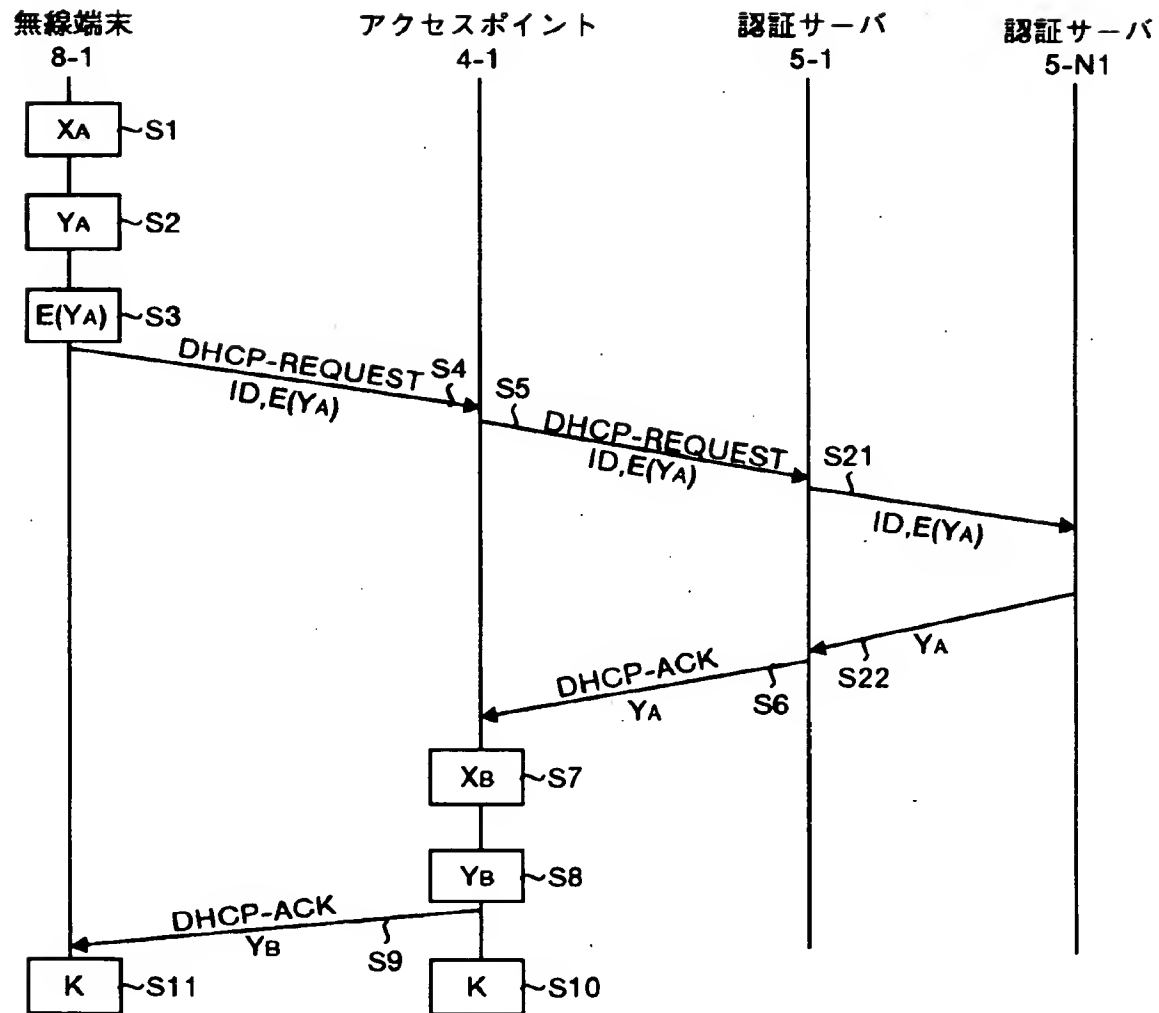 無線端末
8-1
アクセスポイント
4-1
認証サーバ
5-1
認証サーバ
5-N1
XA
S1
YA
S2
E(YA)
S3
DHCP-REQUEST
S4
ID,E(YA)
S5
DHCP-REQUEST
ID,E(YA)
S21
ID,E(YA)
YA
S22
DHCP-ACK
YA
S6
XB
S7
YB
S8
DHCP-ACK
YB
S9
K
S11
K
S10